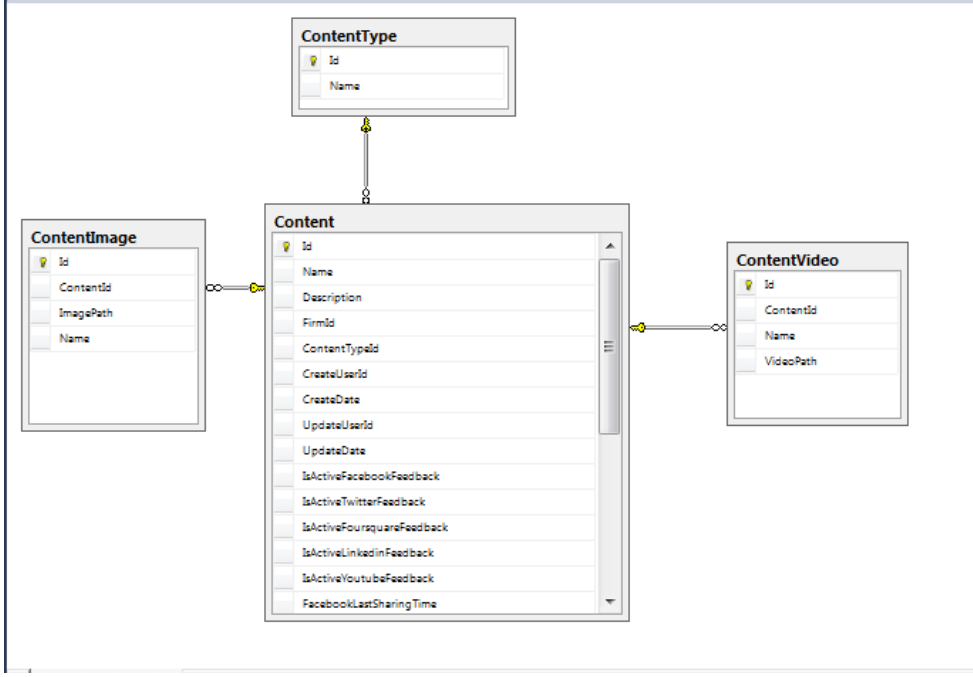 ContentType
Id
Name
ContentImage
Id
ContentId
ImagePath
Name
Content
Id
Name
Description
FirmId
ContentTypeId
CreateUserId
CreateDate
UpdateUserId
UpdateDate
IsActiveFacebookFeedback
IsActiveTwitterFeedback
IsActiveFoursquareFeedback
IsActiveLinkedinFeedback
IsActiveYoutubeFeedback
FacebookLastSharingTime
ContentVideo
Id
ContentId
Name
VideoPath